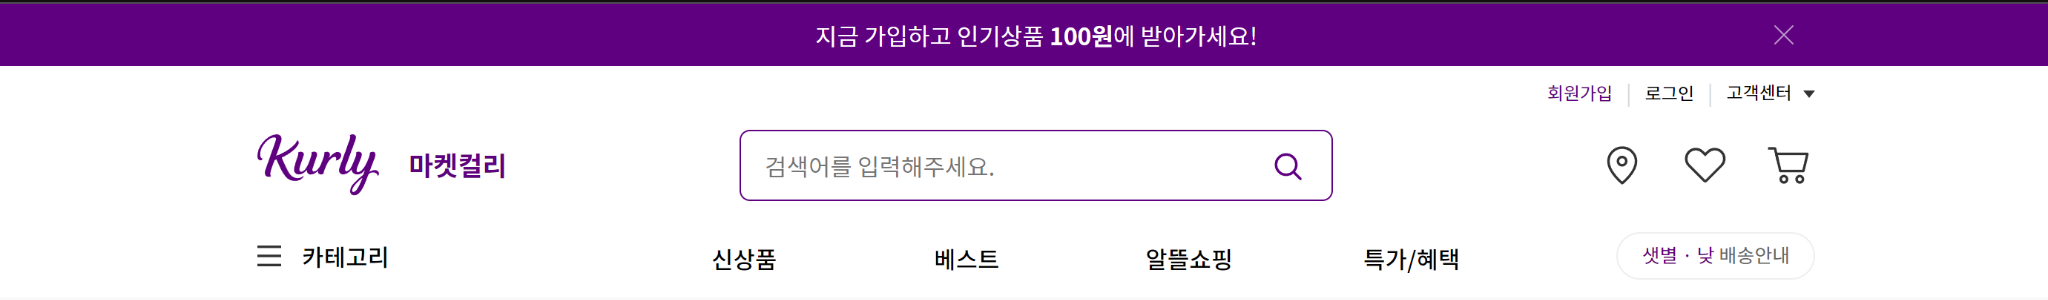 지금 가입하고 인기상품 100원에 받아가세요!
회원가입 로그인 고객센터
Kurly 마켓컬리 검색어를 입력해주세요.
카테고리 신상품 베스트 알뜰쇼핑 특가/혜택 샛별 · 낮 배송안내